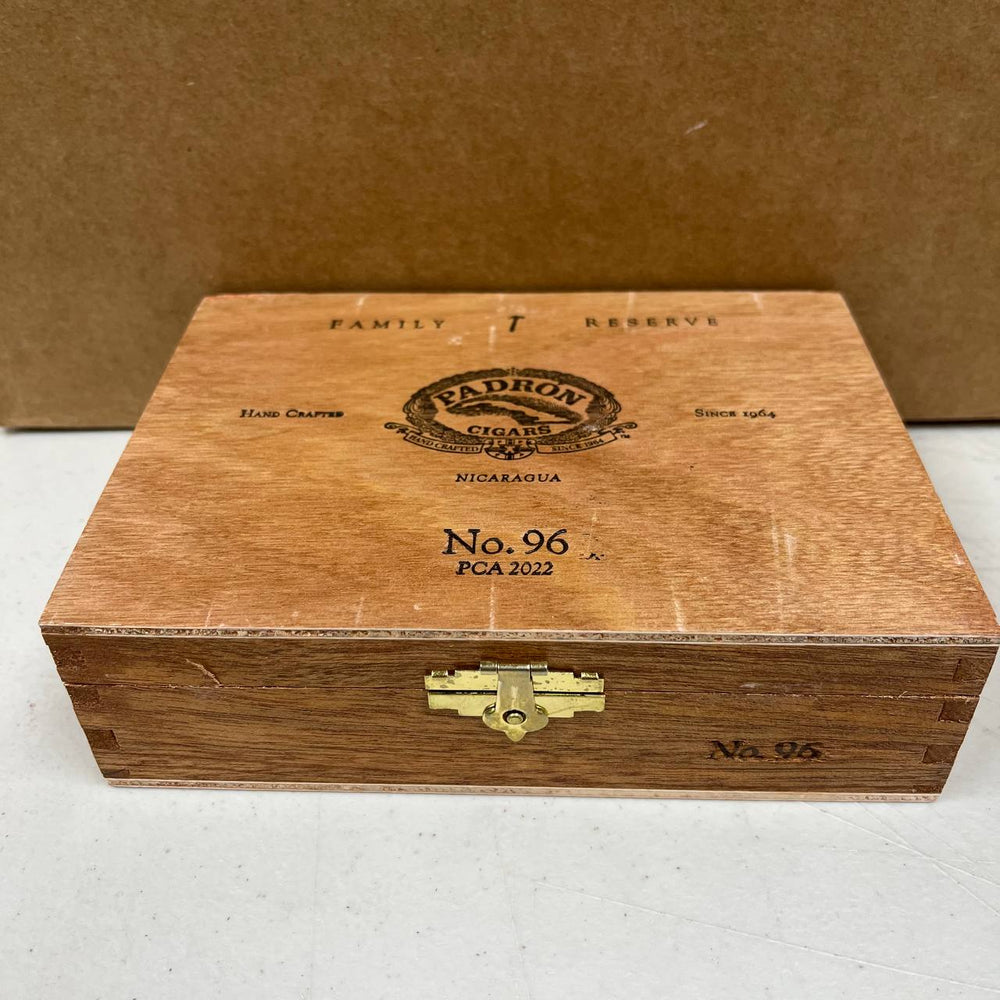 FAMILY T RESERVE
PADRON
CIGARS
HAND CRAFTED SINCE 1964 ™
HAND CRAFTED
SINCE 1964
NICARAGUA
No. 96
PCA 2022
No. 96